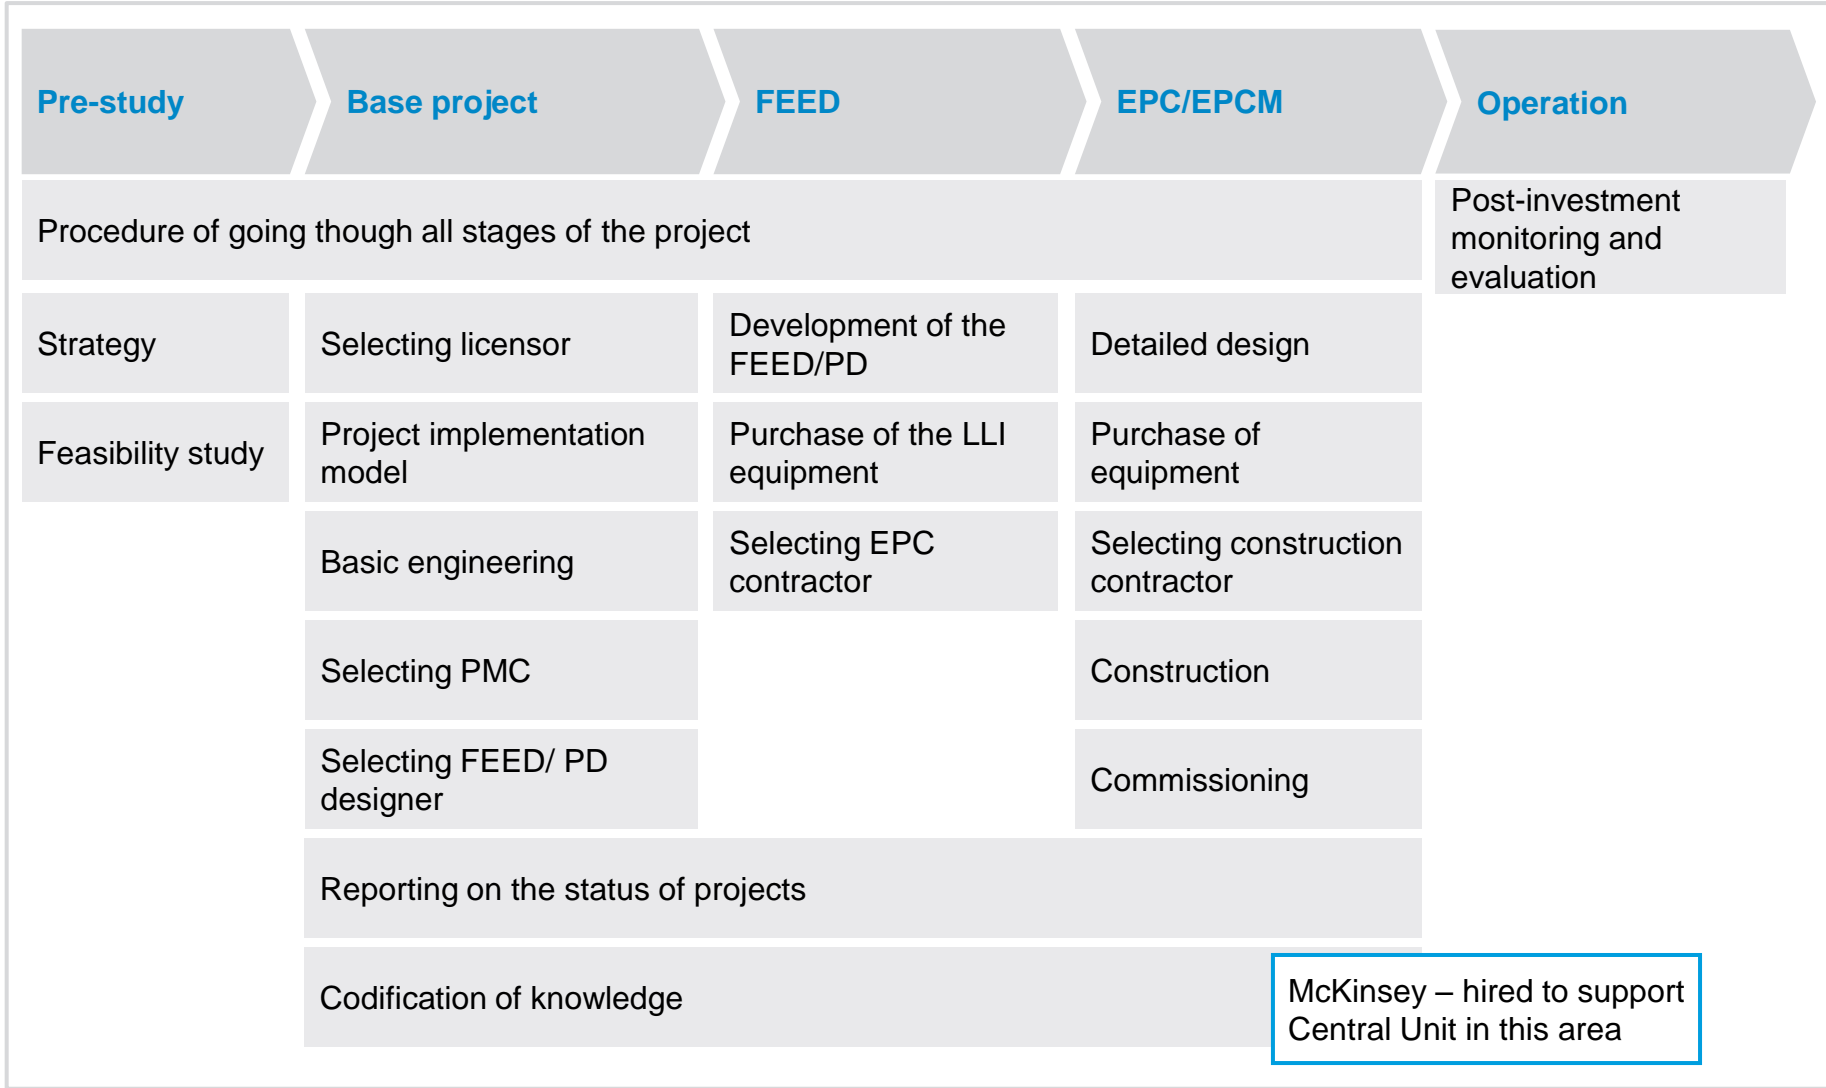 Pre-study
Base project
FEED
EPC/EPCM
Operation
Procedure of going though all stages of the project
Post-investment
monitoring and
evaluation
Strategy
Selecting licensor
Development of the
FEED/PD
Detailed design
Feasibility study
Project implementation
model
Purchase of the LLI
equipment
Purchase of
equipment
Basic engineering
Selecting EPC
contractor
Selecting construction
contractor
Selecting PMC
Construction
Selecting FEED/ PD
designer
Commissioning
Reporting on the status of projects
Codification of knowledge
McKinsey – hired to support
Central Unit in this area